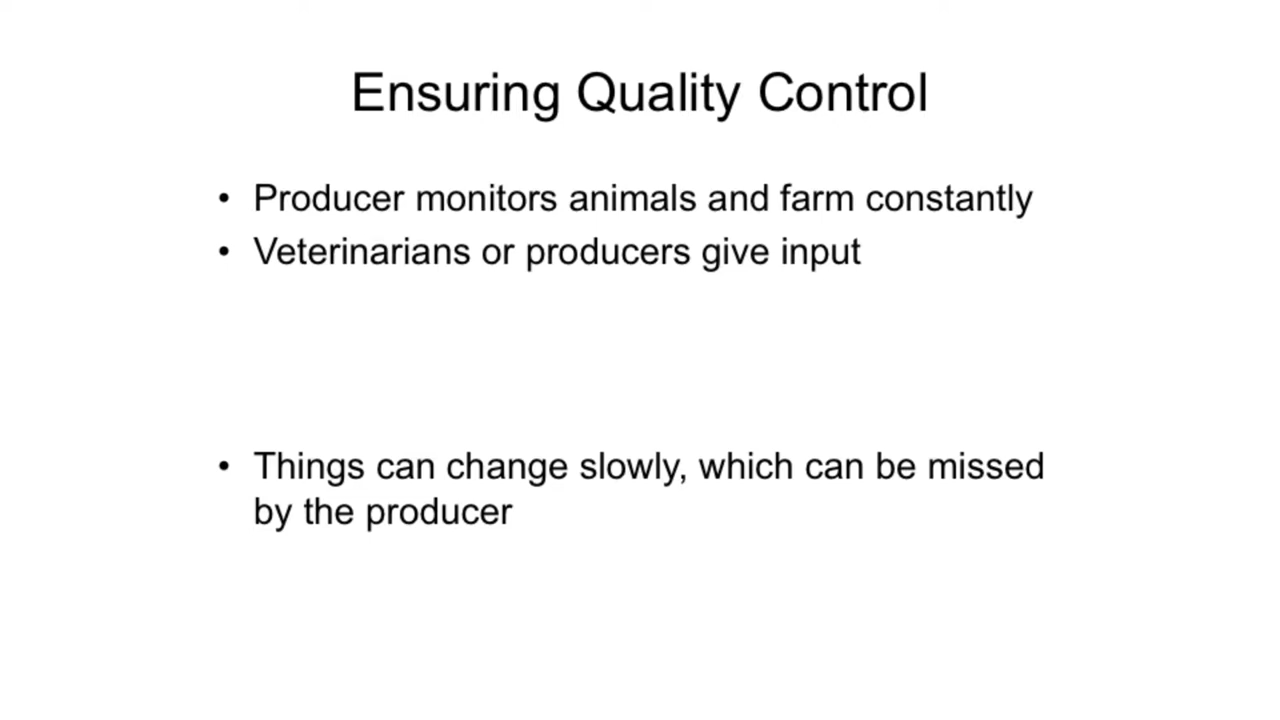 Ensuring Quality Control
• Producer monitors animals and farm constantly
• Veterinarians or producers give input
• Things can change slowly, which can be missed
by the producer